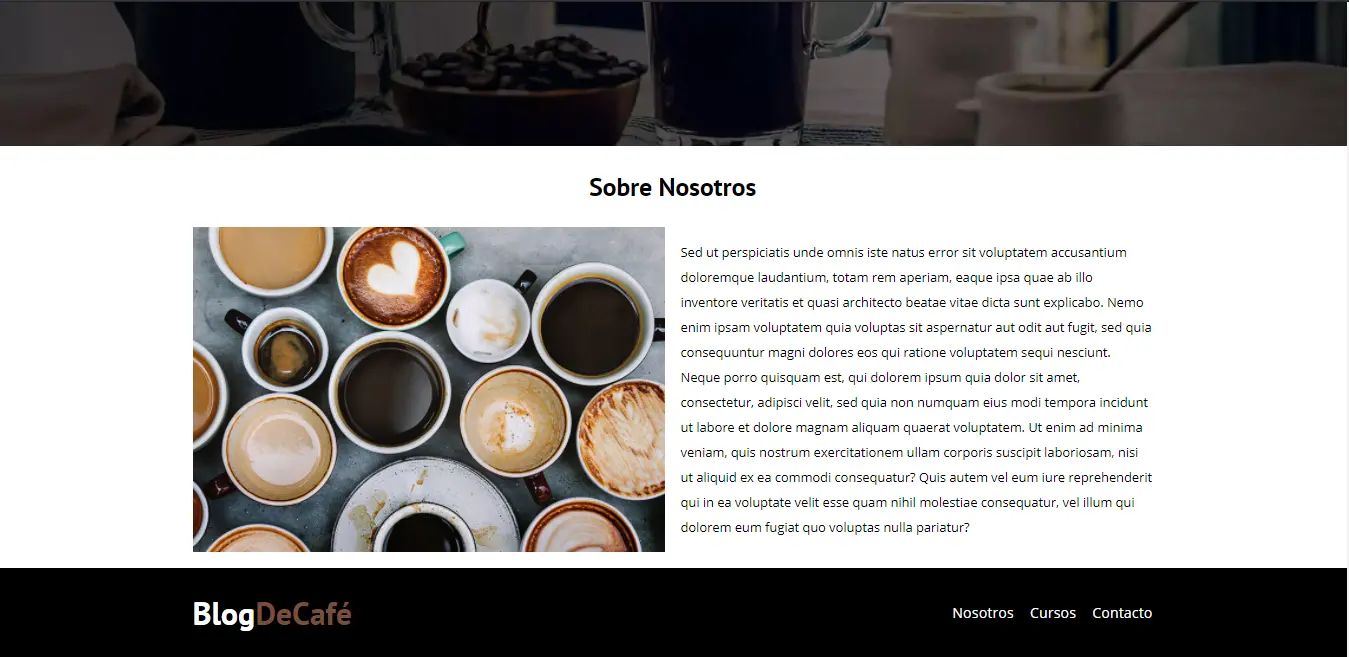 Sobre Nosotros
Sed ut perspiciatis unde omnis iste natus error sit voluptatem accusantium
doloremque laudantium, totam rem aperiam, eaque ipsa quae ab illo
inventore veritatis et quasi architecto beatae vitae dicta sunt explicabo. Nemo
enim ipsam voluptatem quia voluptas sit aspernatur aut odit aut fugit, sed quia
consequuntur magni dolores eos qui ratione voluptatem sequi nesciunt.
Neque porro quisquam est, qui dolorem ipsum quia dolor sit amet,
consectetur, adipisci velit, sed quia non numquam eius modi tempora incidunt
ut labore et dolore magnam aliquam quaerat voluptatem. Ut enim ad minima
veniam, quis nostrum exercitationem ullam corporis suscipit laboriosam, nisi
ut aliquid ex ea commodi consequatur? Quis autem vel eum iure reprehenderit
qui in ea voluptate velit esse quam nihil molestiae consequatur, vel illum qui
dolorem eum fugiat quo voluptas nulla pariatur?
BlogDeCafé
Nosotros Cursos Contacto